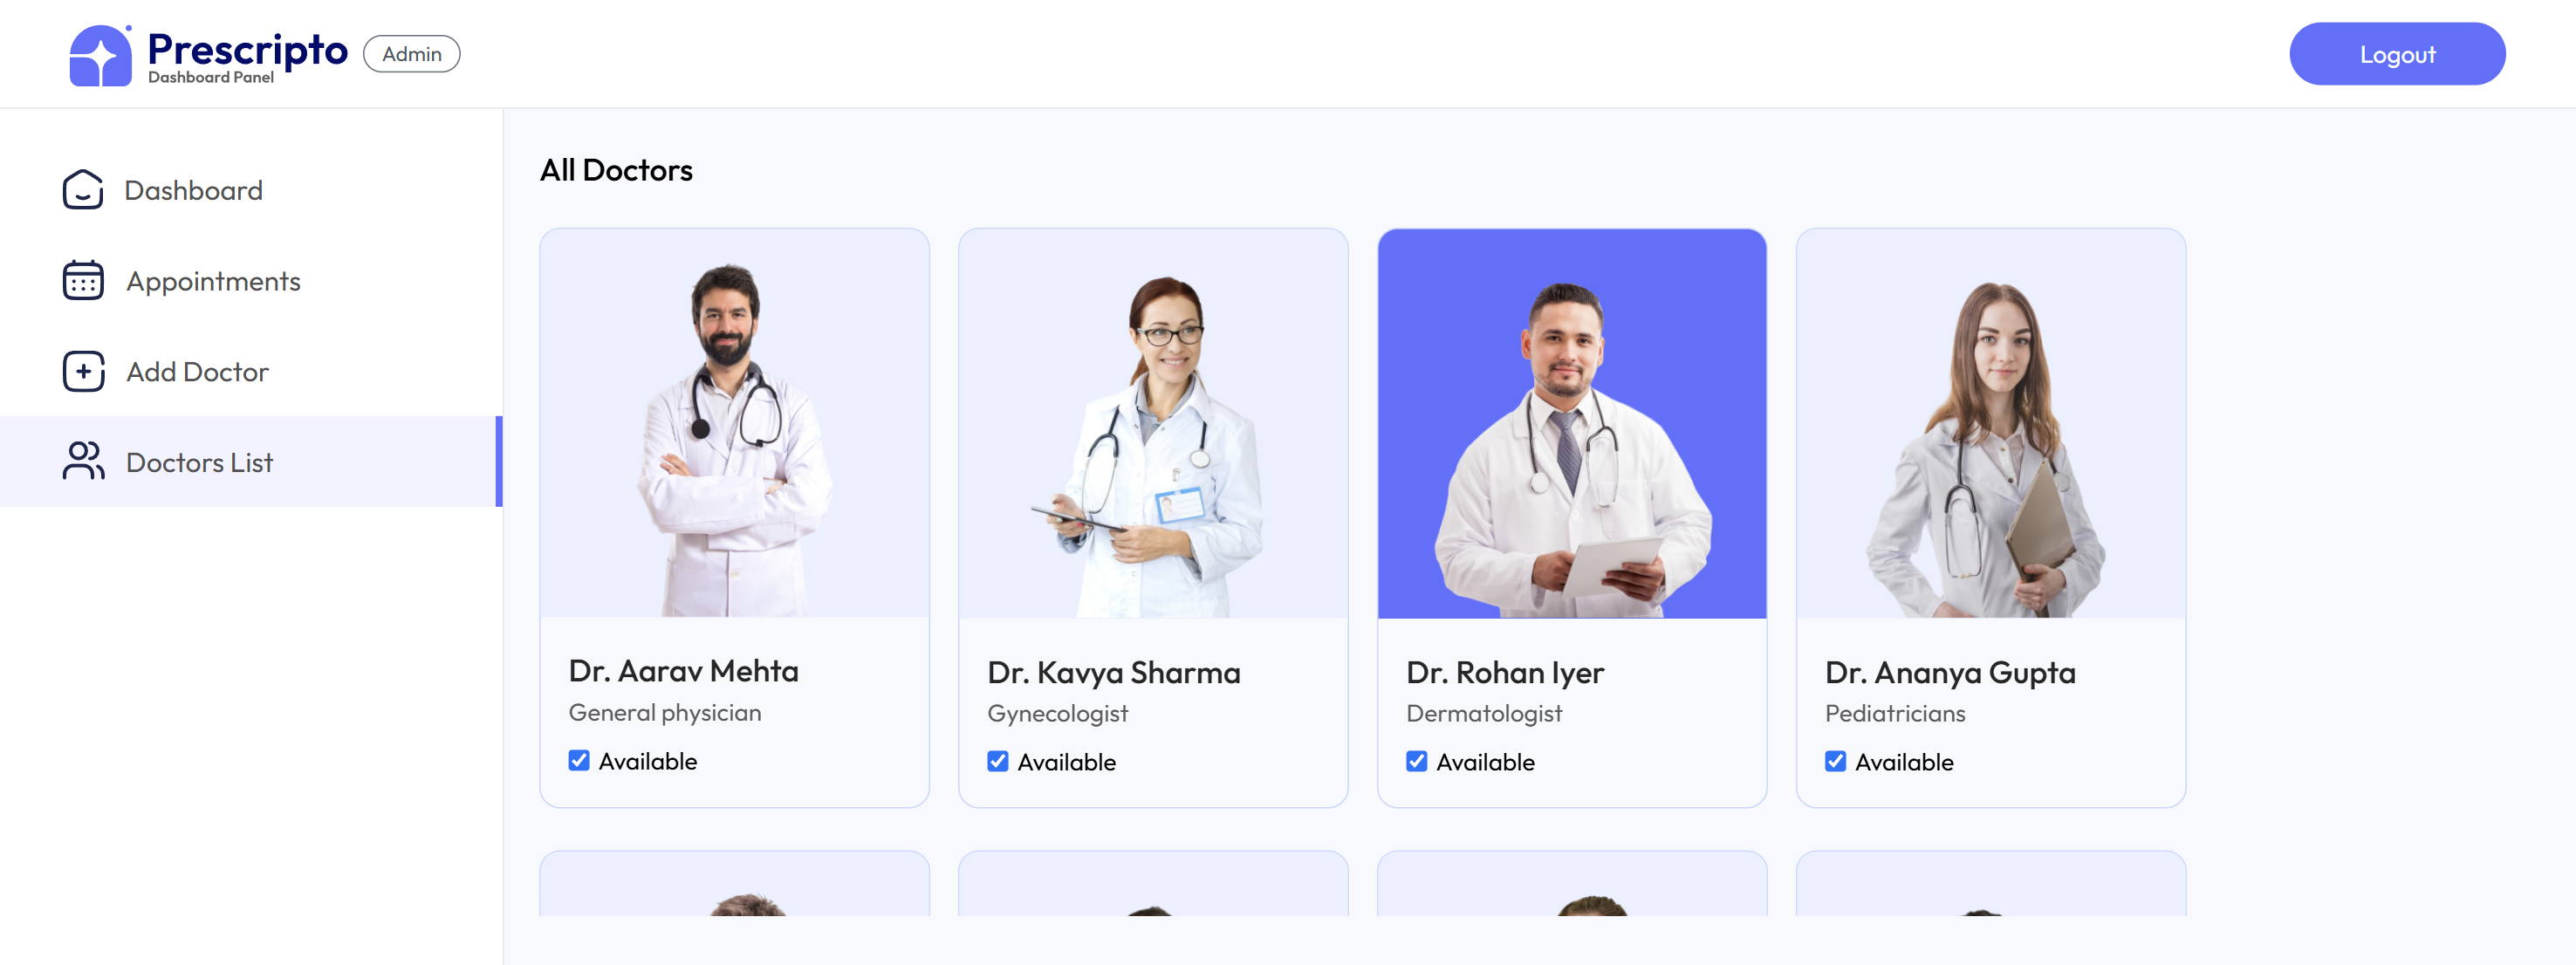 Prescripto
Dashboard Panel
Admin
Logout
Dashboard
Appointments
Add Doctor
Doctors List
All Doctors
Dr. Aarav Mehta
General physician
Available
Dr. Kavya Sharma
Gynecologist
Available
Dr. Rohan Iyer
Dermatologist
Available
Dr. Ananya Gupta
Pediatricians
Available